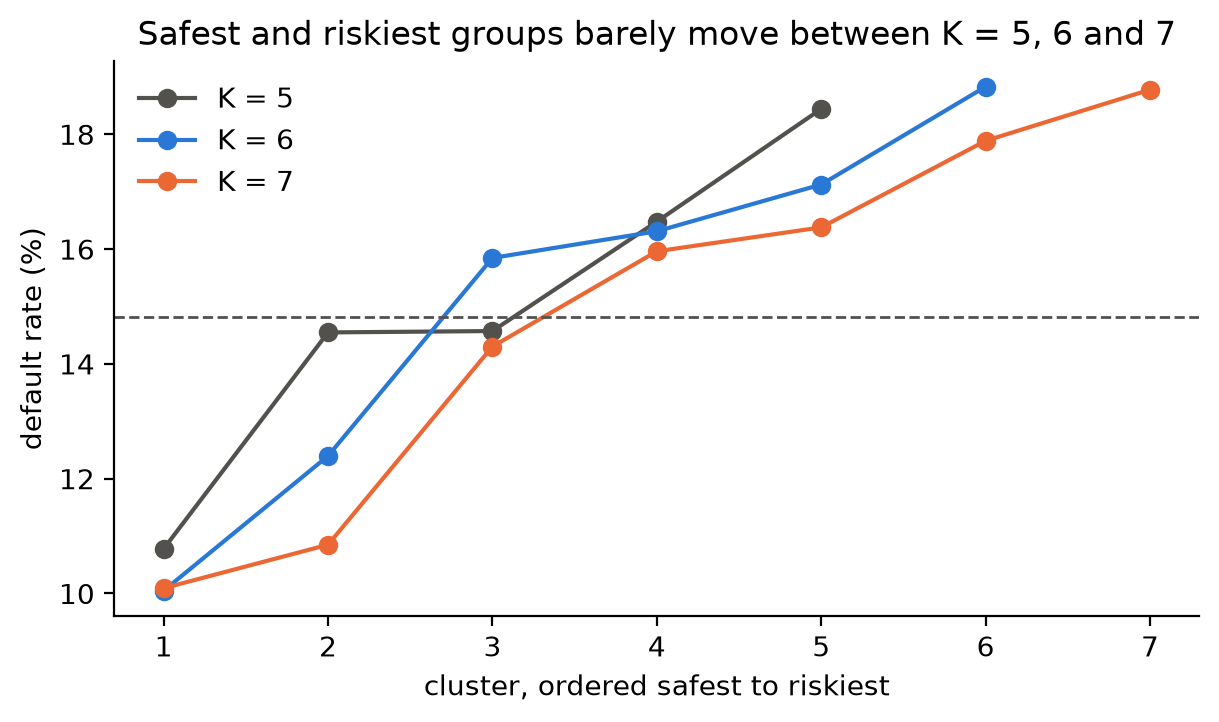 Safest and riskiest groups barely move between K = 5, 6 and 7
K = 5
K = 6
K = 7
default rate (%)
18
16
14
12
10
1 2 3 4 5 6 7
cluster, ordered safest to riskiest